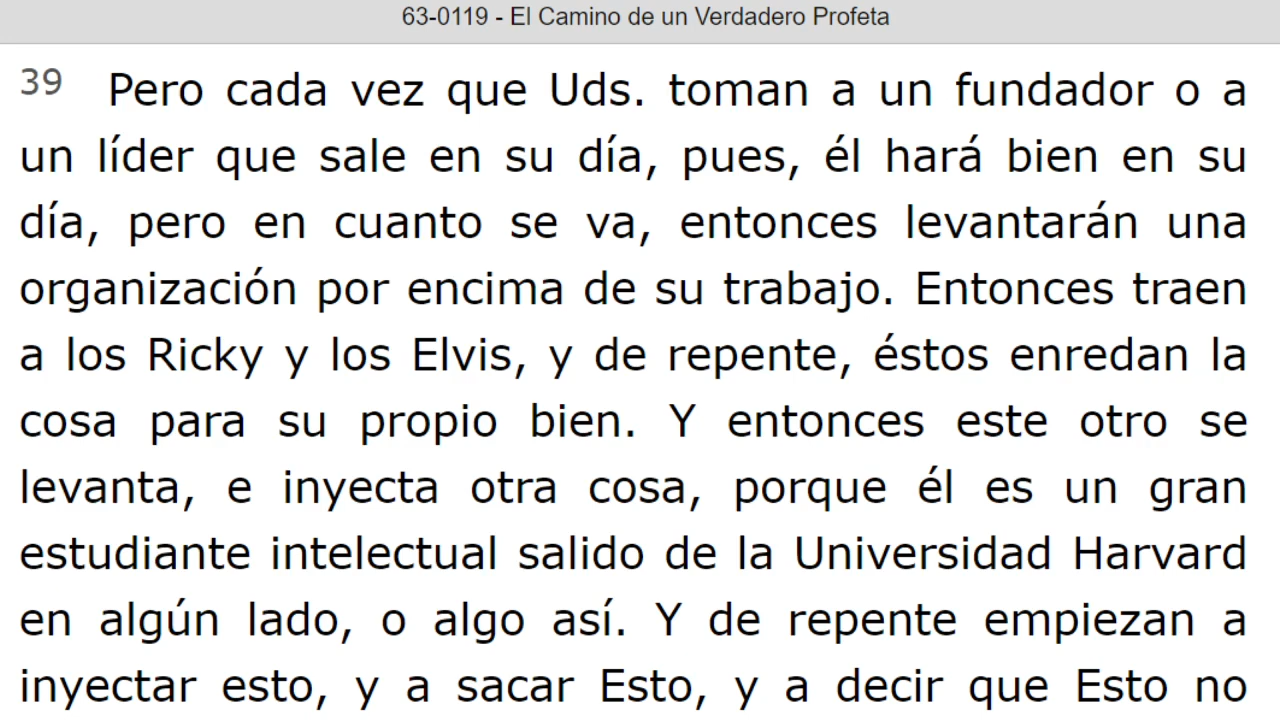 63-0119 - El Camino de un Verdadero Profeta
39 Pero cada vez que Uds. toman a un fundador o a
un líder que sale en su día, pues, él hará bien en su
día, pero en cuanto se va, entonces levantarán una
organización por encima de su trabajo. Entonces traen
a los Ricky y los Elvis, y de repente, éstos enredan la
cosa para su propio bien. Y entonces este otro se
levanta, e inyecta otra cosa, porque él es un gran
estudiante intelectual salido de la Universidad Harvard
en algún lado, o algo así. Y de repente empiezan a
inyectar esto, y a sacar Esto, y a decir que Esto no